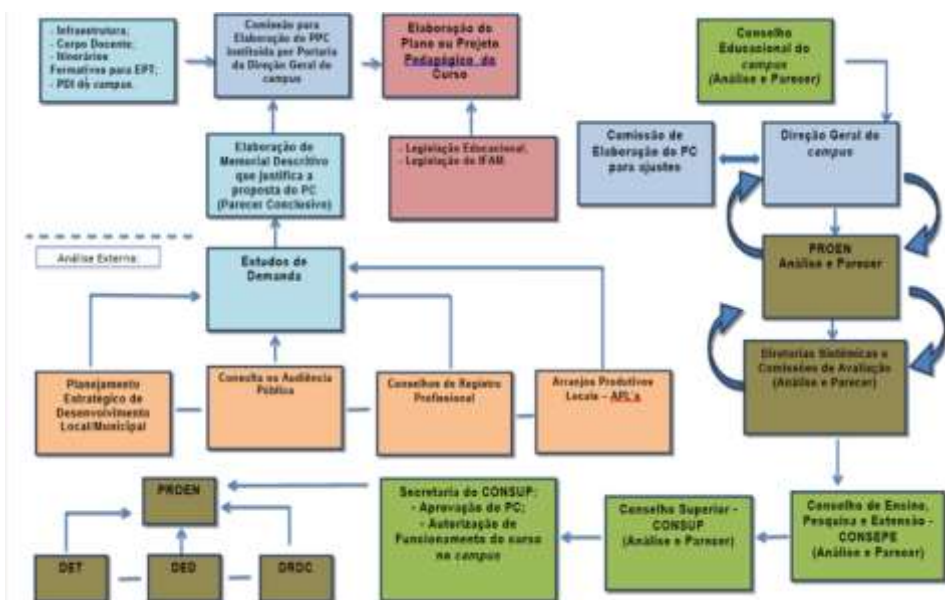 - Infraestrutura;
- Corpo Docente;
- Itinerários
Formativos para EPT;
- PDI do campus.
Comissão para
Elaboração do PPC
instituída por Portaria
da Direção Geral do
campus
Elaboração do
Plano ou Projeto
Pedagógico do
Curso
Conselho
Educacional do
campus
(Análise e Parecer)
Elaboração de
Memorial Descritivo
que justifica a
proposta do PC
(Parecer Conclusivo)
- Legislação Educacional;
- Legislação do IFAM.
Comissão de
Elaboração do PC
para ajustes
Direção Geral do
campus
Análise Externa
Estudos de
Demanda
PROEN
Análise e Parecer
Diretorias Sistêmicas e
Comissões de Avaliação
(Análise e Parecer)
Planejamento
Estratégico de
Desenvolvimento
Local/Municipal
Consulta ou Audiência
Pública
Conselhos de Registro
Profissional
Arranjos Produtivos
Locais – APL's
PROEN
DET
DED
DRDC
Secretaria do CONSUP:
- Aprovação do PC;
- Autorização de
Funcionamento do curso
no campus
Conselho Superior -
CONSUP
(Análise e Parecer)
Conselho de Ensino,
Pesquisa e Extensão -
CONSEPE
(Análise e Parecer)